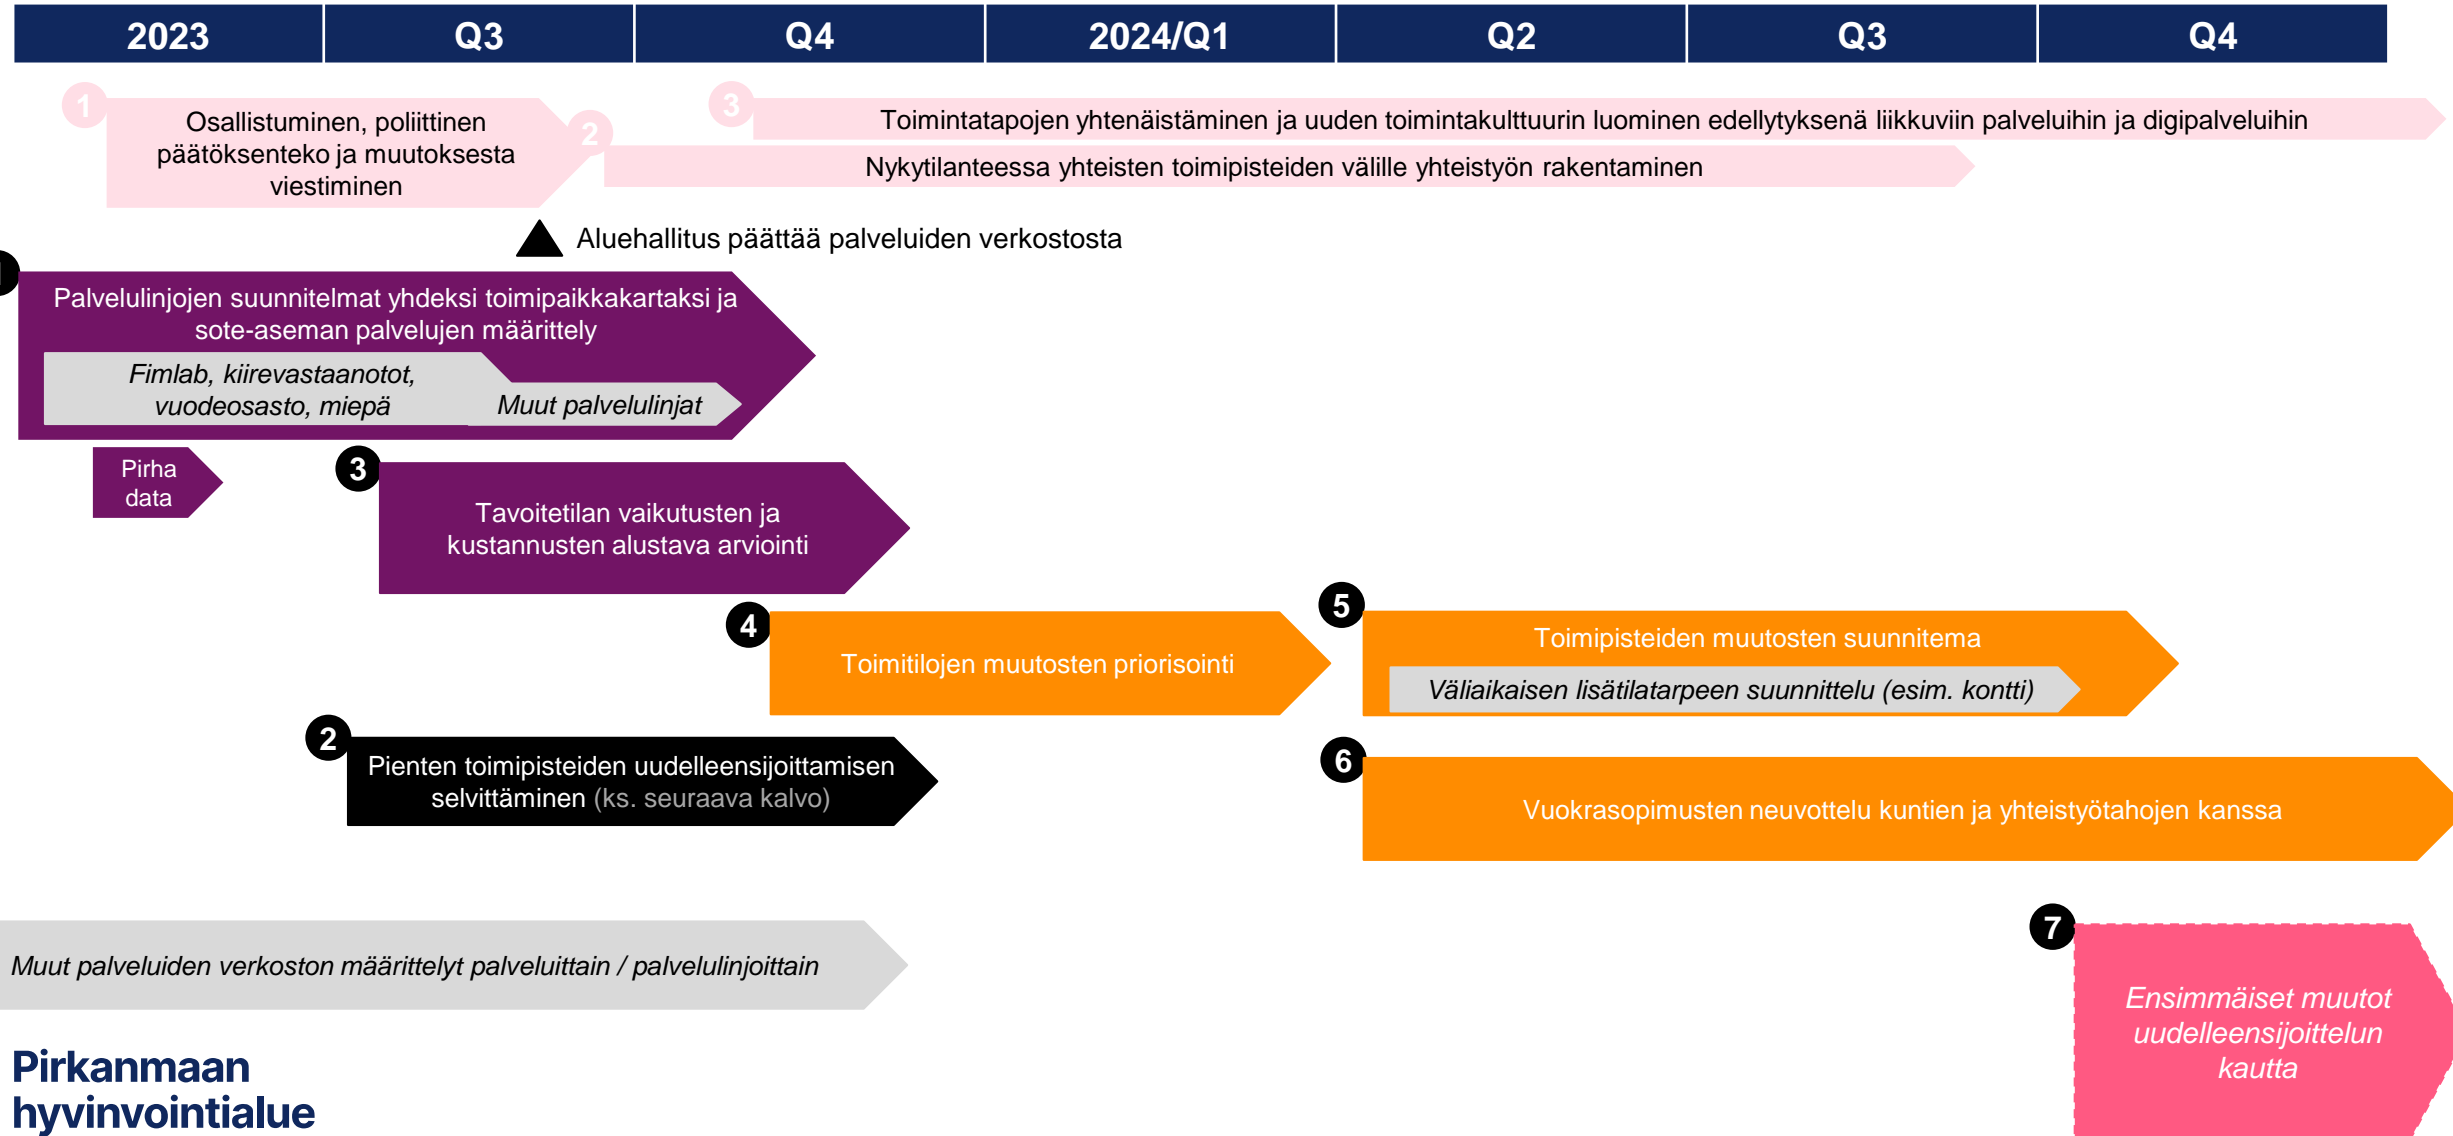 2023
Q3
Q4
2024/Q1
Q2
Q3
Q4
1
Osallistuminen, poliittinen
päätöksenteko ja muutoksesta
viestiminen
2
3
Toimintatapojen yhtenäistäminen ja uuden toimintakulttuurin luominen edellytyksenä liikkuviin palveluihin ja digipalveluihin
Nykytilanteessa yhteisten toimipisteiden välille yhteistyön rakentaminen
Aluehallitus päättää palveluiden verkostosta
Palvelulinjojen suunnitelmat yhdeksi toimipaikkakartaksi ja
sote-aseman palvelujen määrittely
Fimlab, kiirevastaanotot,
vuodeosasto, miepä
Muut palvelulinjat
Pirha
data
3
Tavoitetilan vaikutusten ja
kustannusten alustava arviointi
4
Toimitilojen muutosten priorisointi
5
Toimipisteiden muutosten suunnitema
Väliaikaisen lisätilatarpeen suunnittelu (esim. kontti)
2
Pienten toimipisteiden uudelleensijoittamisen
selvittäminen (ks. seuraava kalvo)
6
Vuokrasopimusten neuvottelu kuntien ja yhteistyötahojen kanssa
Muut palveluiden verkoston määrittelyt palveluittain / palvelulinjoittain
7
Ensimmäiset muutot
uudelleensijoittelun
kautta
Pirkanmaan
hyvinvointialue